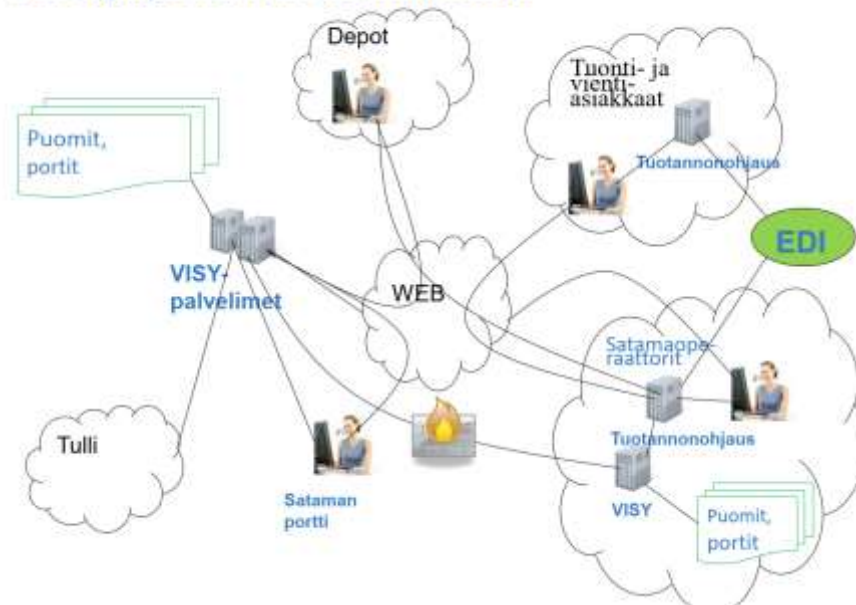 Depot
Tuonti- ja
vienti-
asiakkaat
Tuotannonohjaus
Puomit,
portit
EDI
VISY-
palvelimet
WEB
Satamaope-
raattorit
Tuotannonohjaus
Tulli
Sataman
portti
VISY
Puomit,
portit